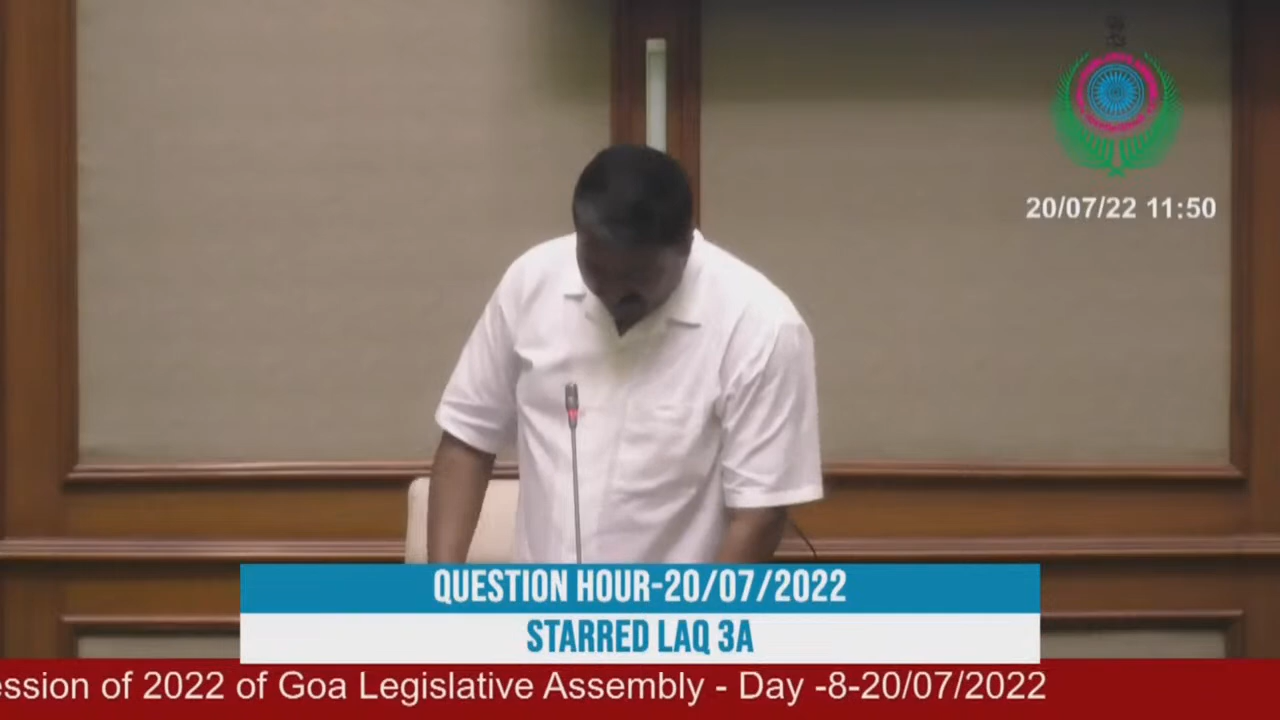 20/07/22 11:50
QUESTION HOUR-20/07/2022
STARRED LAQ 3A
ession of 2022 of Goa Legislative Assembly - Day -8-20/07/2022